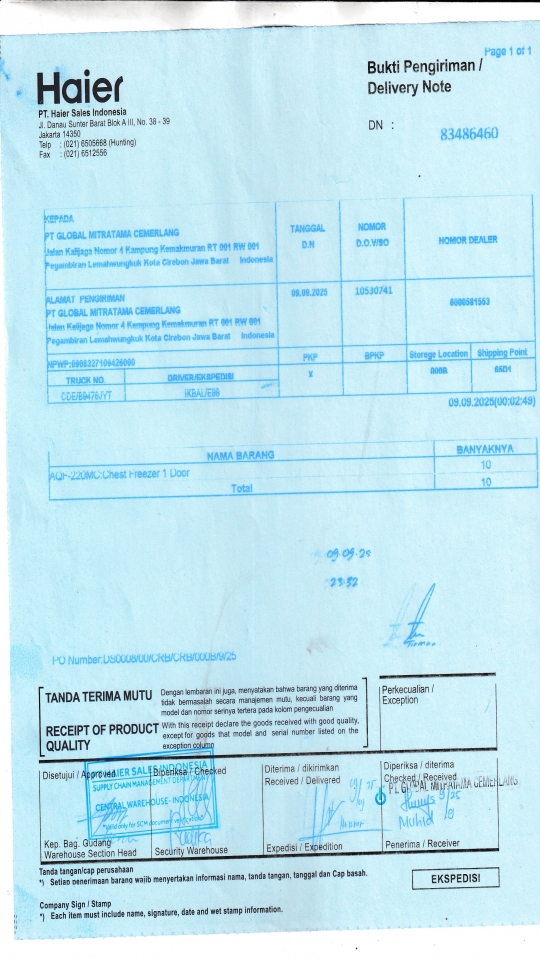 Page 1 of 1
Haier
Bukti Pengiriman /
Delivery Note
PT. Haier Sales Indonesia
Jl. Danau Sunter Barat Blok A III, No. 38 - 39
Jakarta 14350
Telp : (021) 6505668 (Hunting)
Fax : (021) 6512556
DN : 83486460
KEPADA
PT GLOBAL MITRATAMA CEMERLANG
Jalan Kalijaga Nomor 4 Kampung Kemakmuran RT 001 RW 001
Pegambiran Lemahwungkuk Kota Cirebon Jawa Barat Indonesia
TANGGAL
D.N
NOMOR
D.O.V/SO
NOMOR DEALER
ALAMAT PENGIRIMAN
PT GLOBAL MITRATAMA CEMERLANG
Jalan Kalijaga Nomor 4 Kampung Kemakmuran RT 001 RW 001
Pegambiran Lemahwungkuk Kota Cirebon Jawa Barat Indonesia
09.09.2025
10530741
PKP
BPKP
Storege Location
Shipping Point
TRUCK NO.
DRIVER/EKSPEDISI
X
000B
65D1
09.09.2025(00:02:49)
NAMA BARANG
BANYAKNYA
AQF-220MC:Chest Freezer 1 Door
10
Total
10
23:32
TANDA TERIMA MUTU
Dengan lembaran ini juga, menyatakan bahwa barang yang diterima
tidak bermasalah secara manajemen mutu, kecuali barang yang
model dan nomor serinya tertera pada kolom pengecualian
RECEIPT OF PRODUCT
QUALITY
With this receipt declare the goods received with good quality,
except for goods that model and serial number listed on the
exception column
Perkecualian /
Exception
Disetujui / Approved
Diperiksa / Checked
Diterima / dikirimkan
Received / Delivered
Diperiksa / diterima
Checked / Received
HAIER SALES INDONESIA
SUPPLY CHAIN MANAGEMENT DEPARTMENT
CENTRAL WAREHOUSE- INDONESIA
PT. GLOBAL MITRATAMA CEMERLANG
Muhid
Kep. Bag. Gudang
Warehouse Section Head
Security Warehouse
Expedisi / Expedition
Penerima / Receiver
Tanda tangan/cap perusahaan
*) Setian penerimaan barang wajib menyertakan informasi nama, tanda tangan, tanggal dan Cap basah.
EKSPEDISI
Company Sign / Stamp
*) Each item must include name, signature, date and wet stamp information.